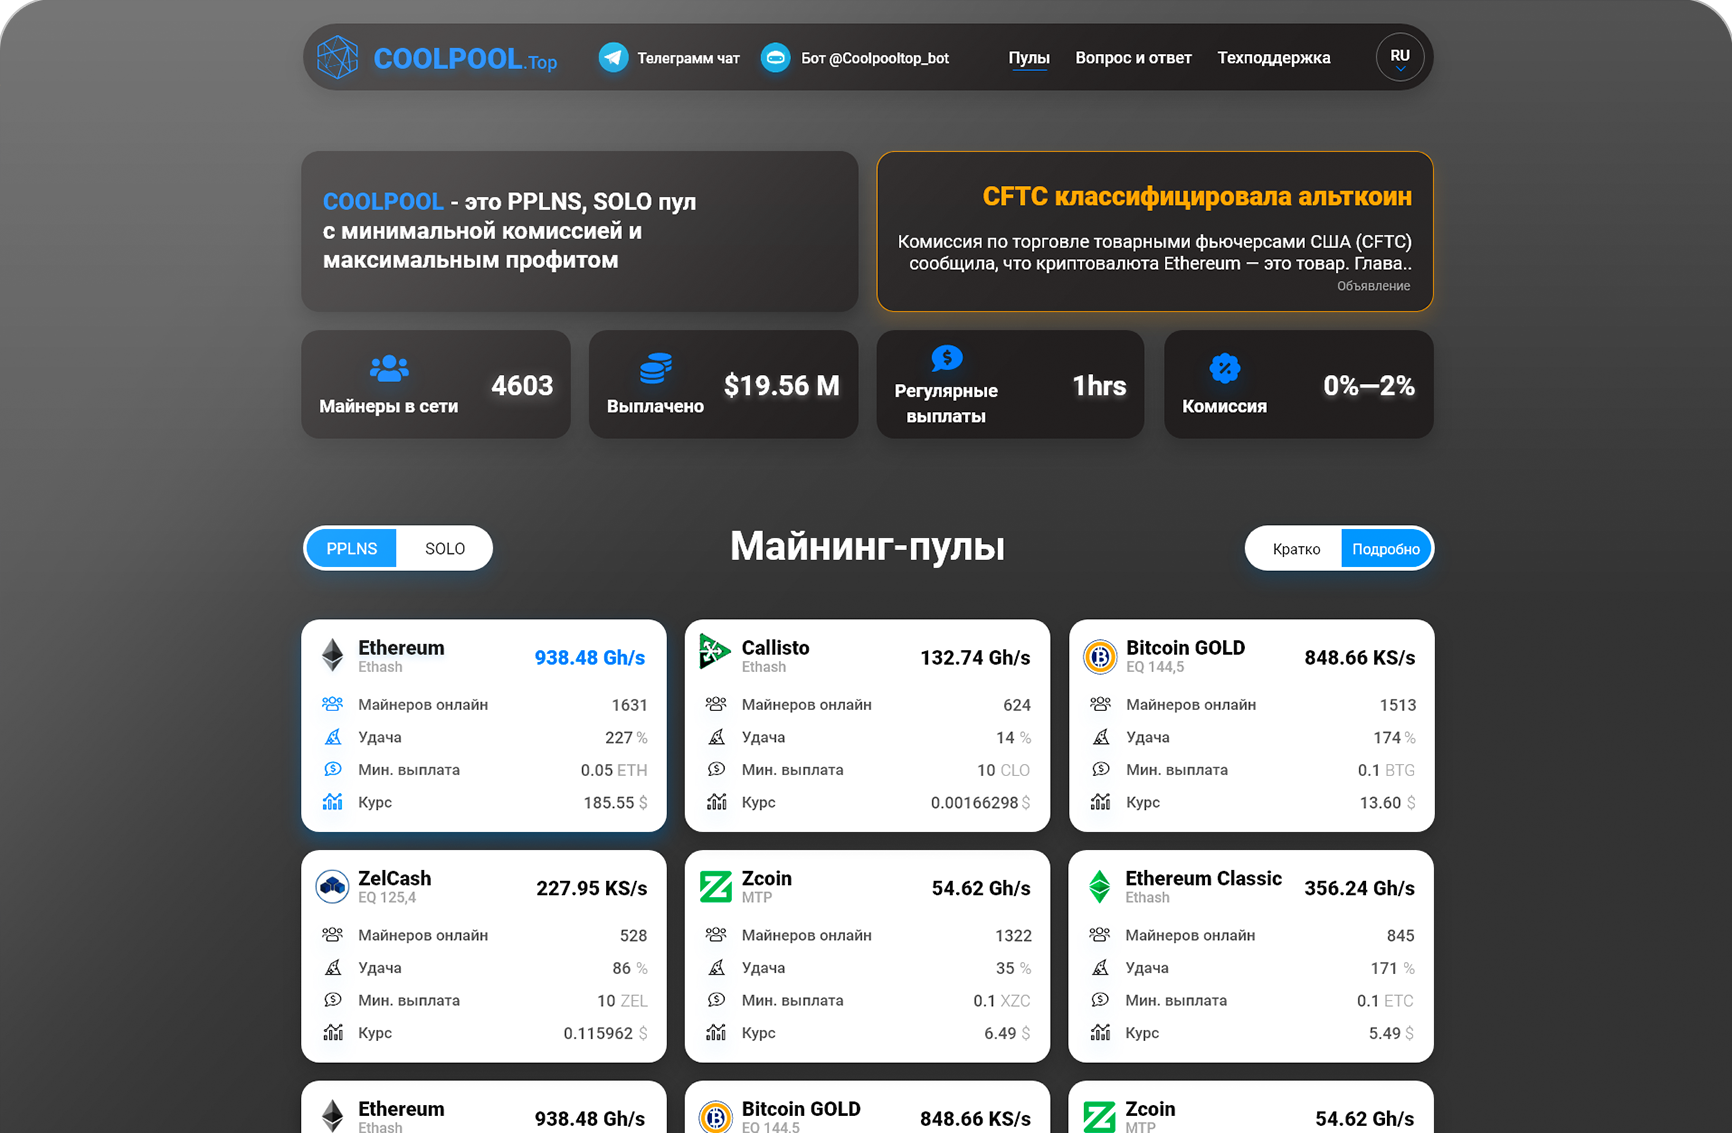 COOLPOOL.Top
Телеграмм чат
Бот @Coolpooltop_bot
Пулы
Вопрос и ответ
Техподдержка
RU
COOLPOOL - это PPLNS, SOLO пул
с минимальной комиссией и
максимальным профитом
CFTC классифицировала альткоин
Комиссия по торговле товарными фьючерсами США (CFTC)
сообщила, что криптовалюта Ethereum — это товар. Глава..
Объявление
Майнеры в сети
4603
Выплачено
$19.56 M
Регулярные
выплаты
1hrs
Комиссия
0%—2%
PPLNS
SOLO
Майнинг-пулы
Кратко
Подробно
Ethereum
Ethash
938.48 Gh/s
Майнеров онлайн 1631
Удача 227 %
Мин. выплата 0.05 ETH
Курс 185.55 $
Callisto
Ethash
132.74 Gh/s
Майнеров онлайн 624
Удача 14 %
Мин. выплата 10 CLO
Курс 0.00166298 $
Bitcoin GOLD
EQ 144,5
848.66 KS/s
Майнеров онлайн 1513
Удача 174 %
Мин. выплата 0.1 BTG
Курс 13.60 $
ZelCash
EQ 125,4
227.95 KS/s
Майнеров онлайн 528
Удача 86 %
Мин. выплата 10 ZEL
Курс 0.115962 $
Zcoin
MTP
54.62 Gh/s
Майнеров онлайн 1322
Удача 35 %
Мин. выплата 0.1 XZC
Курс 6.49 $
Ethereum Classic
Ethash
356.24 Gh/s
Майнеров онлайн 845
Удача 171 %
Мин. выплата 0.1 ETC
Курс 5.49 $
Ethereum
Ethash
938.48 Gh/s
Bitcoin GOLD
EQ 144,5
848.66 KS/s
Zcoin
MTP
54.62 Gh/s